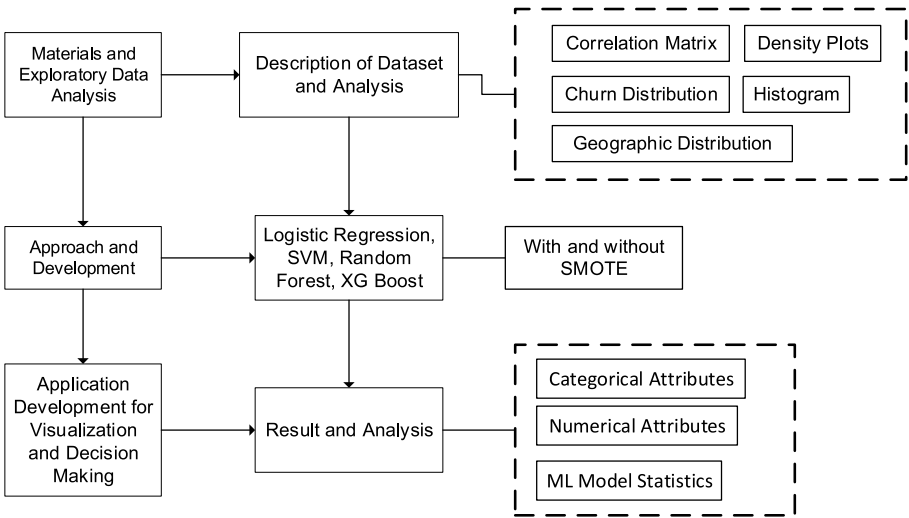 Materials and
Exploratory Data
Analysis
Description of Dataset
and Analysis
Correlation Matrix
Density Plots
Churn Distribution
Histogram
Geographic Distribution
Approach and
Development
Logistic Regression,
SVM, Random
Forest, XG Boost
With and without
SMOTE
Application
Development for
Visualization
and Decision
Making
Result and Analysis
Categorical Attributes
Numerical Attributes
ML Model Statistics